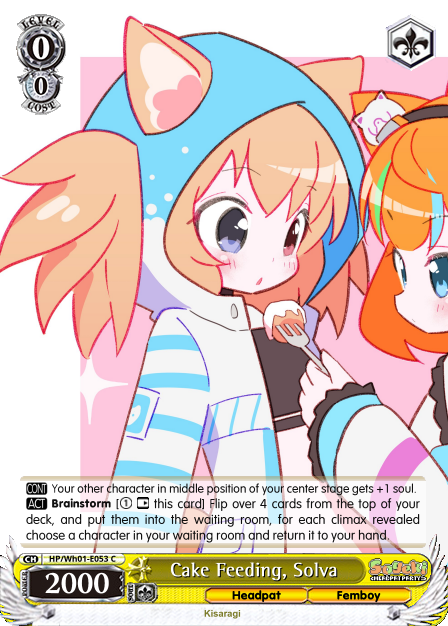 LEVEL
0
0
COST
CONT Your other character in middle position of your center stage gets +1 soul.
ACT Brainstorm [① this card] Flip over 4 cards from the top of your
deck, and put them into the waiting room, for each climax revealed
choose a character in your waiting room and return it to your hand.
CH HP/Wh01-E053 C
POWER 2000 SOUL Cake Feeding, Solva
Headpat Femboy
Kisaragi